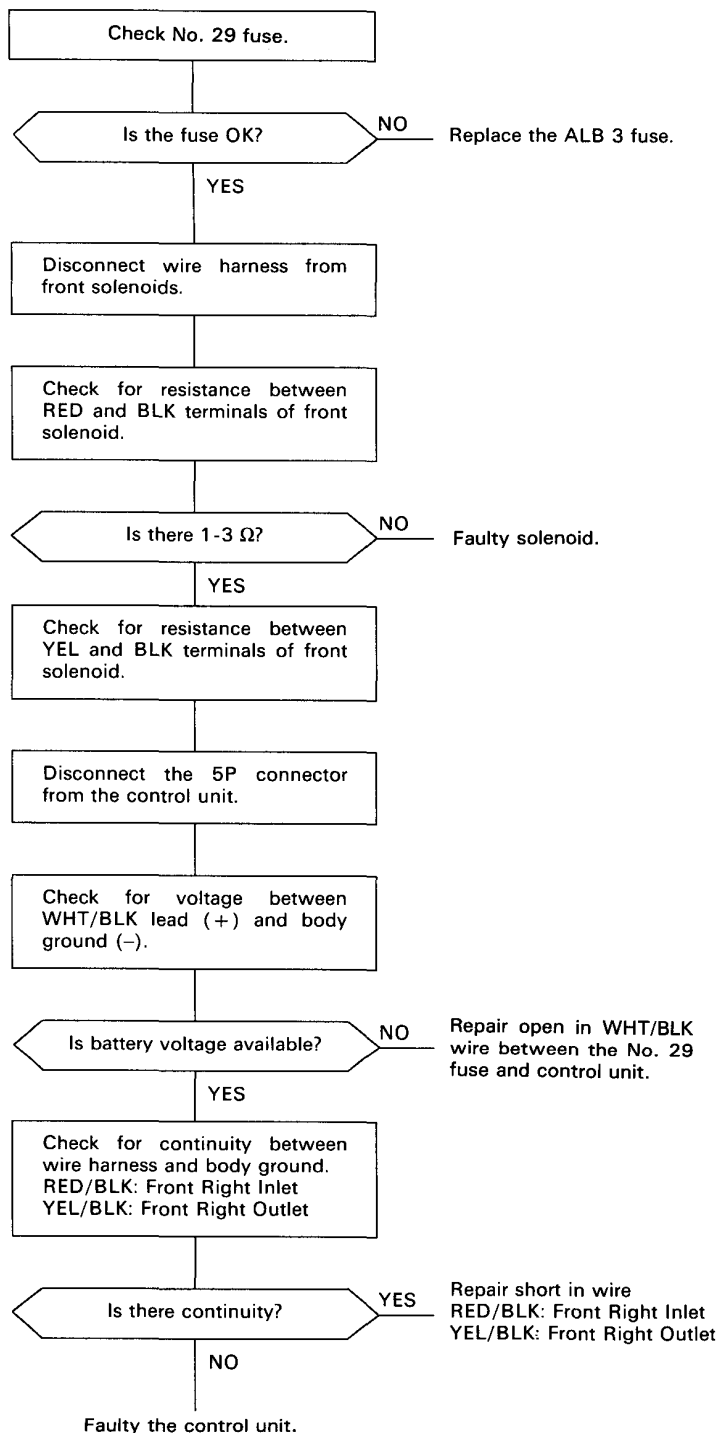 Check No. 29 fuse.
Is the fuse OK?
NO
Replace the ALB 3 fuse.
YES
Disconnect wire harness from
front solenoids.
Check for resistance between
RED and BLK terminals of front
solenoid.
Is there 1-3 Ω?
NO
Faulty solenoid.
YES
Check for resistance between
YEL and BLK terminals of front
solenoid.
Disconnect the 5P connector
from the control unit.
Check for voltage between
WHT/BLK lead (+) and body
ground (–).
Is battery voltage available?
NO
Repair open in WHT/BLK
wire between the No. 29
fuse and control unit.
YES
Check for continuity between
wire harness and body ground.
RED/BLK: Front Right Inlet
YEL/BLK: Front Right Outlet
Is there continuity?
YES
Repair short in wire
RED/BLK: Front Right Inlet
YEL/BLK: Front Right Outlet
NO
Faulty the control unit.